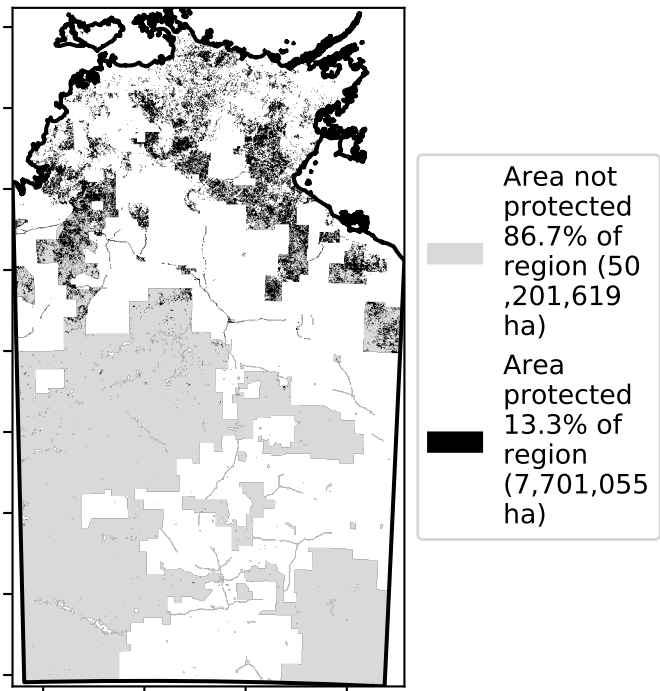 Area not
protected
86.7% of
region (50
,201,619
ha)
Area
protected
13.3% of
region
(7,701,055
ha)